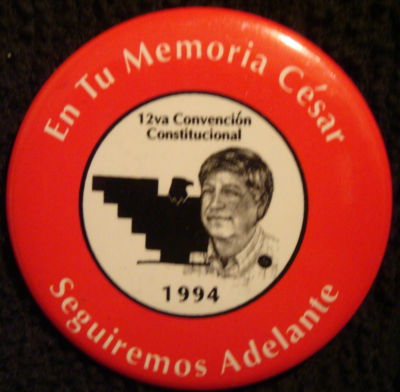 En Tu Memoria César
12va Convención
Constitucional
1994
Seguiremos Adelante